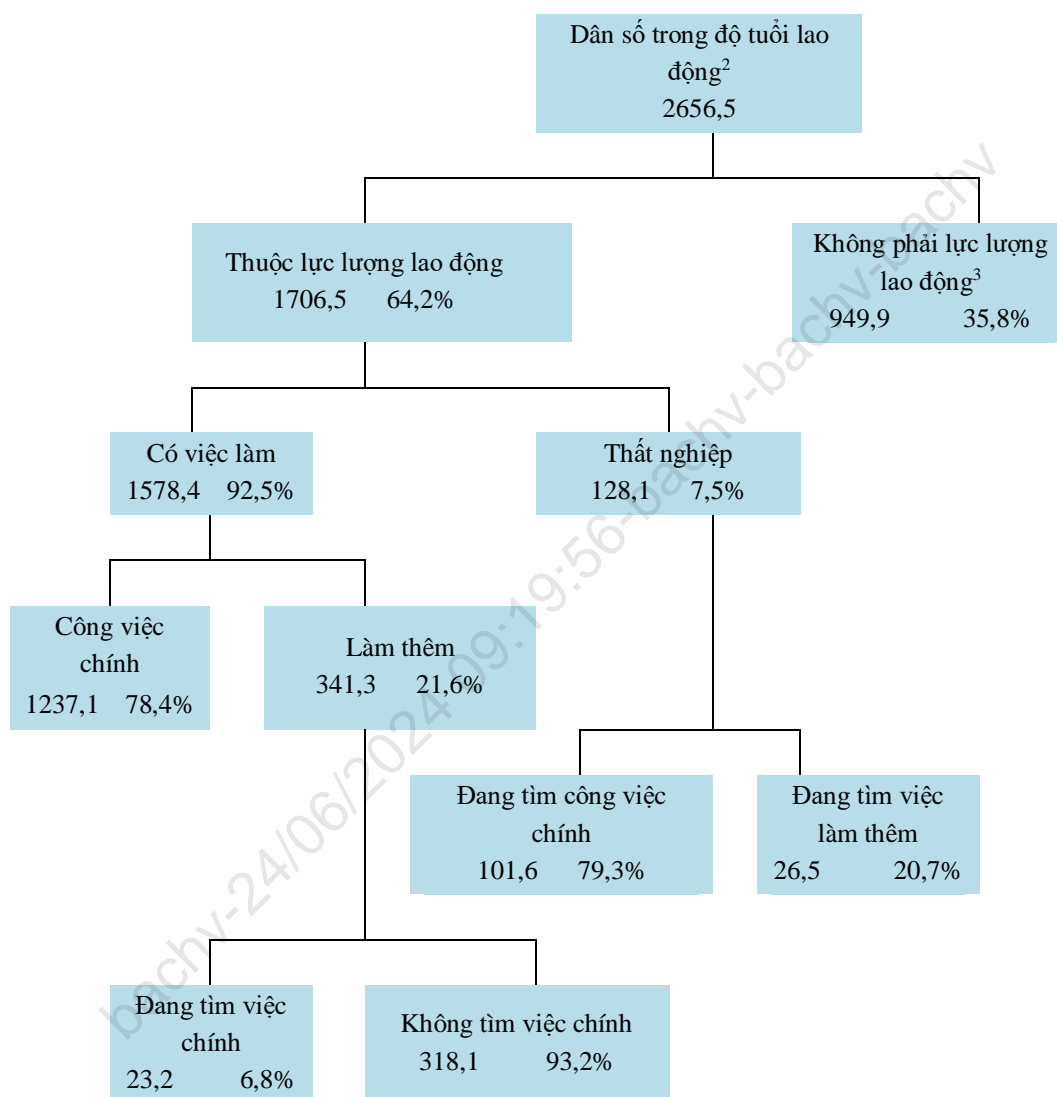 Dân số trong độ tuổi lao
động²
2656,5
Thuộc lực lượng lao động
1706,5 64,2%
Không phải lực lượng
lao động³
949,9 35,8%
Có việc làm
1578,4 92,5%
Thất nghiệp
128,1 7,5%
Công việc
chính
1237,1 78,4%
Làm thêm
341,3 21,6%
Đang tìm công việc
chính
101,6 79,3%
Đang tìm việc
làm thêm
26,5 20,7%
Đang tìm việc
chính
23,2 6,8%
Không tìm việc chính
318,1 93,2%
bachv-24/06/2024 09:19:56-bachv-bachv-bachv